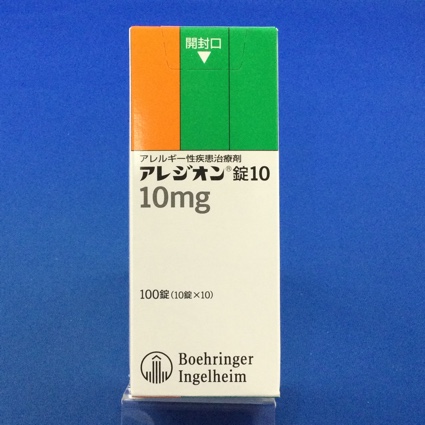 開封口
アレルギー性疾患治療剤
アレジオン®錠10
10mg
100錠(10錠×10)
Boehringer
Ingelheim